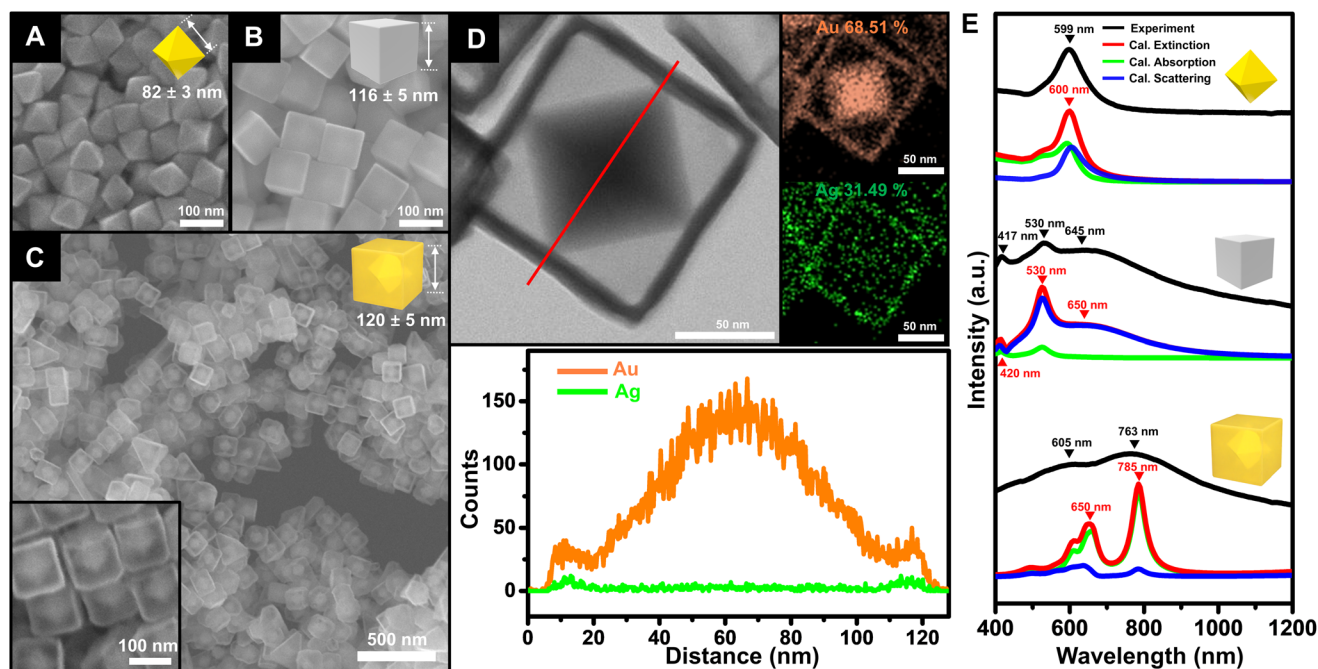 A
82 ± 3 nm
100 nm
B
116 ± 5 nm
100 nm
C
120 ± 5 nm
100 nm
500 nm
D
50 nm
Au 68.51 %
50 nm
Ag 31.49 %
50 nm
Au
Ag
150
100
50
0
Counts
0 20 40 60 80 100 120
Distance (nm)
E
Experiment
Cal. Extinction
Cal. Absorption
Cal. Scattering
599 nm
600 nm
417 nm
530 nm
645 nm
530 nm
650 nm
420 nm
605 nm
763 nm
785 nm
650 nm
Intensity (a.u.)
400 600 800 1000 1200
Wavelength (nm)